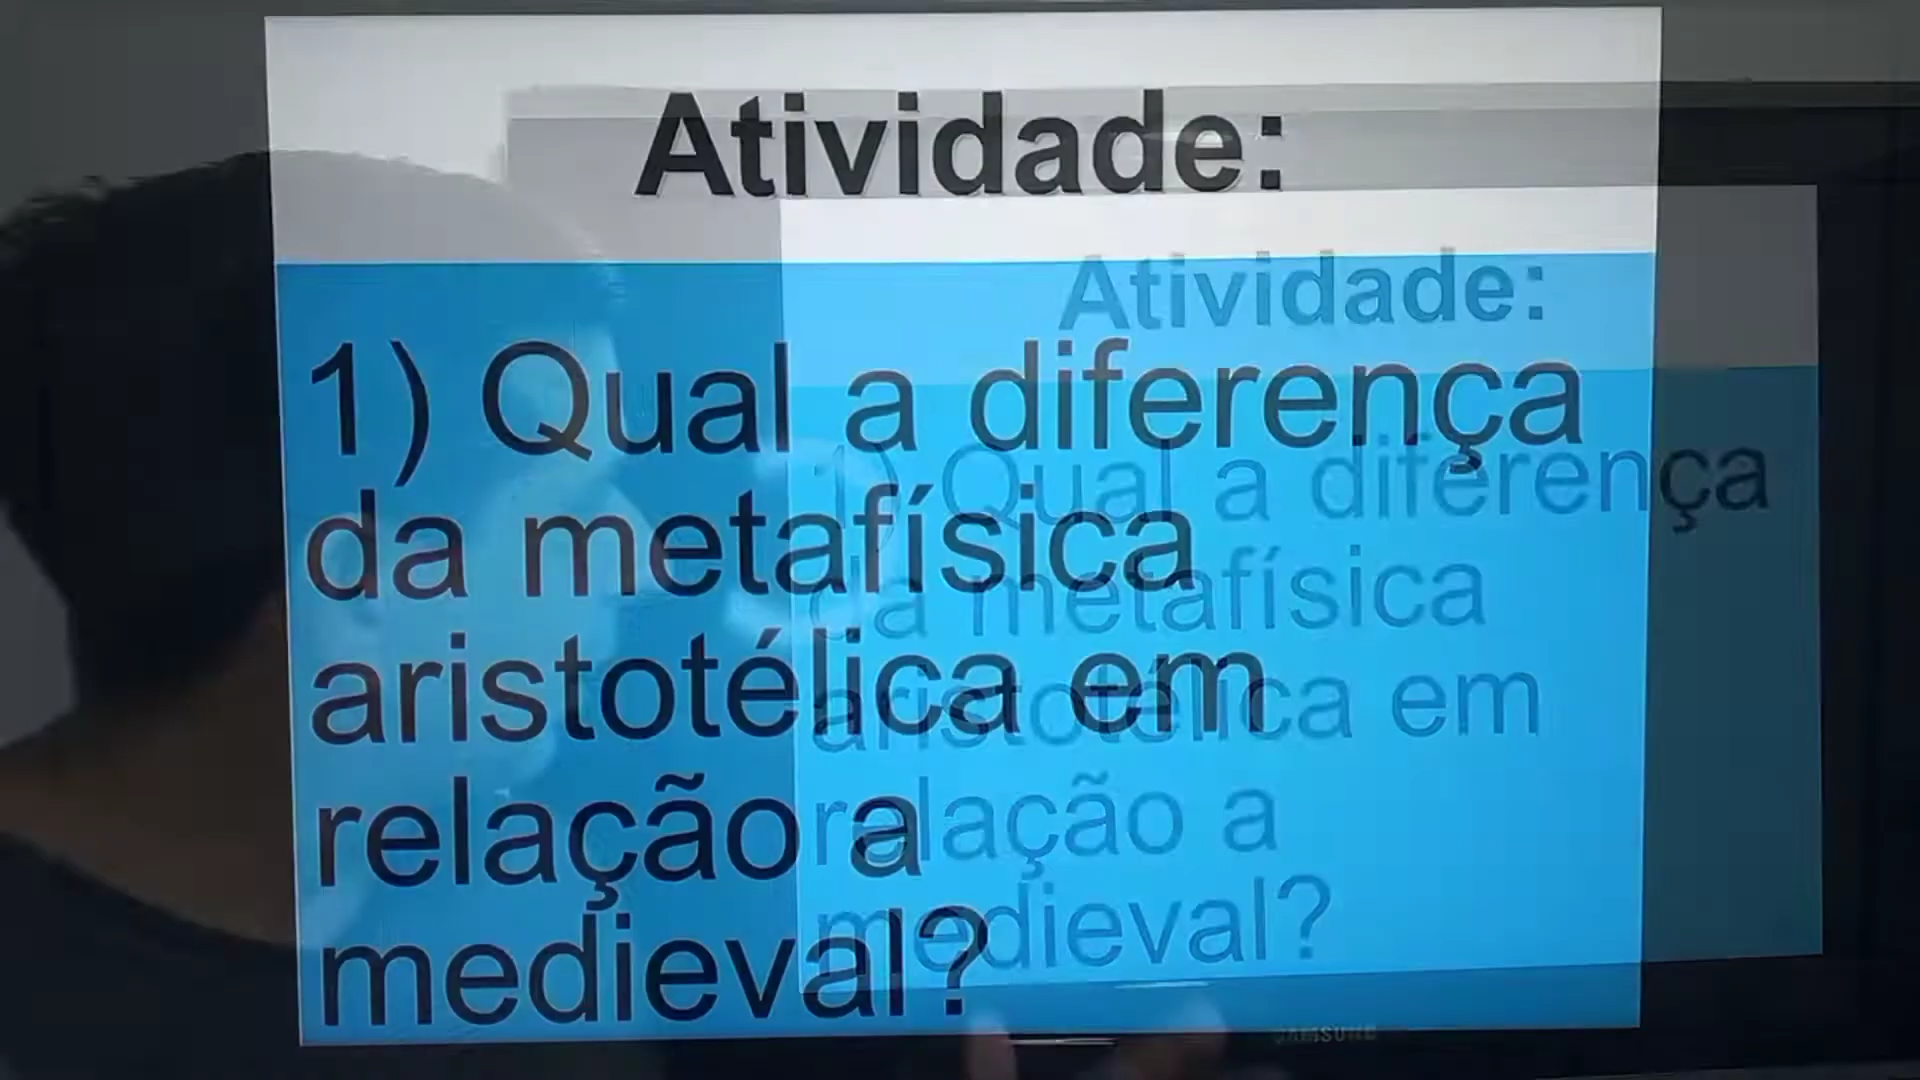 Atividade:
1) Qual a diferença
da metafísica
aristotélica em
relação a
medieval?
Atividade:
1) Qual a diferença
da metafísica
aristotélica em
relação a
medieval?
SAMSUNG